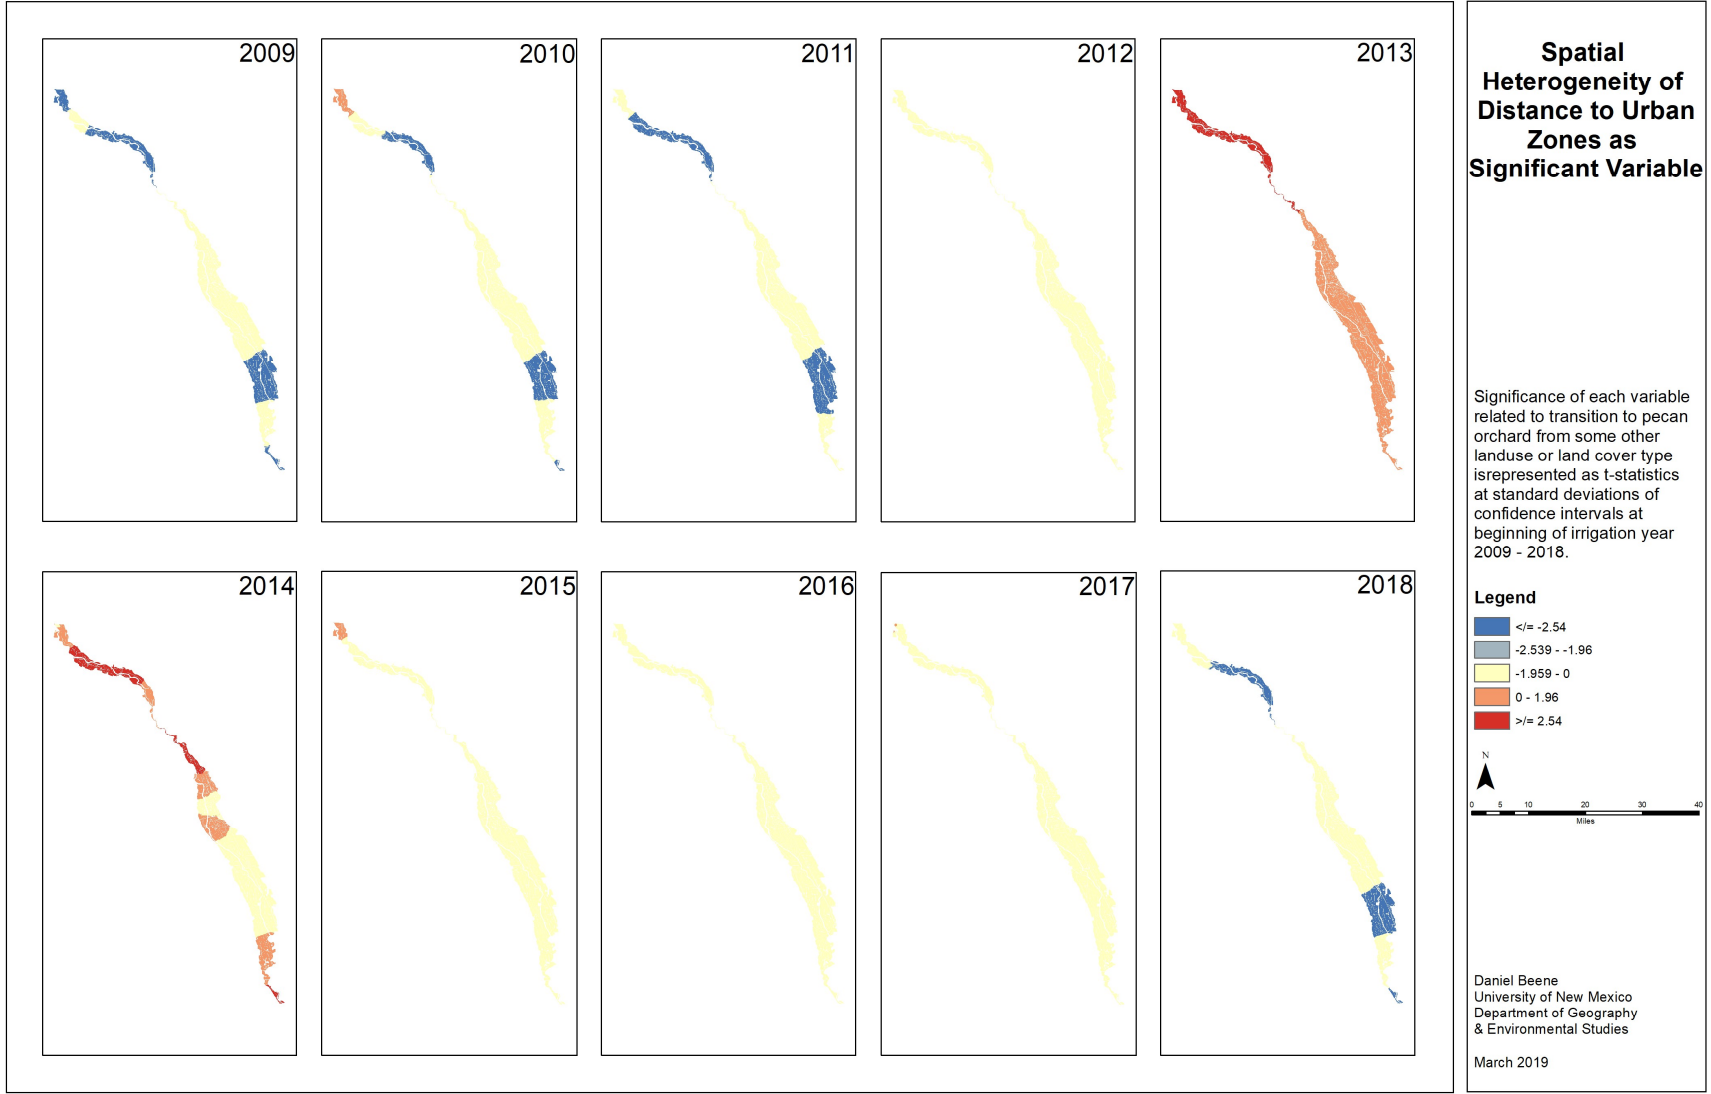 2009
2010
2011
2012
2013
2014
2015
2016
2017
2018
Spatial
Heterogeneity of
Distance to Urban
Zones as
Significant Variable
Significance of each variable
related to transition to pecan
orchard from some other
landuse or land cover type
isrepresented as t-statistics
at standard deviations of
confidence intervals at
beginning of irrigation year
2009 - 2018.
Legend
</= -2.54
-2.539 - -1.96
-1.959 - 0
0 - 1.96
>/= 2.54
N
0 5 10 20 30 40
Miles
Daniel Beene
University of New Mexico
Department of Geography
& Environmental Studies
March 2019